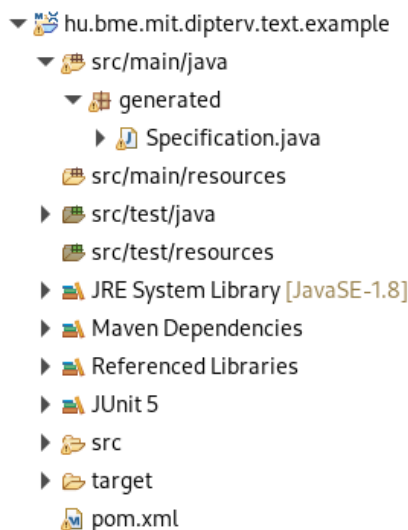 hu.bme.mit.dipterv.text.example
src/main/java
generated
Specification.java
src/main/resources
src/test/java
src/test/resources
JRE System Library [JavaSE-1.8]
Maven Dependencies
Referenced Libraries
JUnit 5
src
target
pom.xml